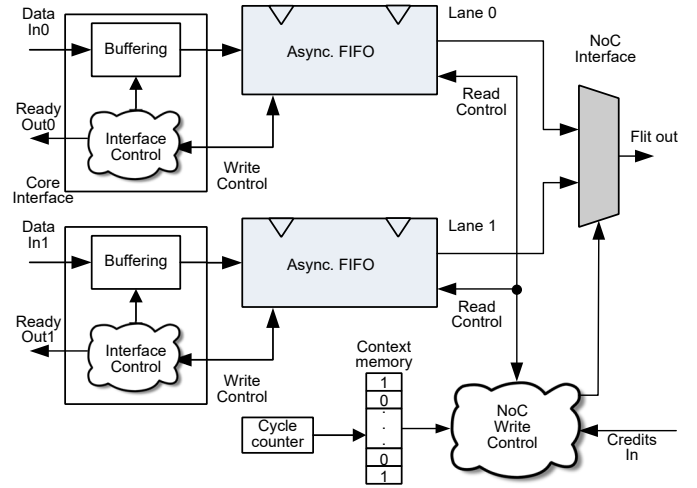 Data
In0
Buffering
Async. FIFO
Lane 0
NoC
Interface
Ready
Out0
Interface
Control
Write
Control
Read
Control
Flit out
Core
Interface
Data
In1
Buffering
Async. FIFO
Lane 1
Ready
Out1
Interface
Control
Write
Control
Read
Control
Context
memory
1
0
.
.
.
0
1
Cycle
counter
NoC
Write
Control
Credits
In